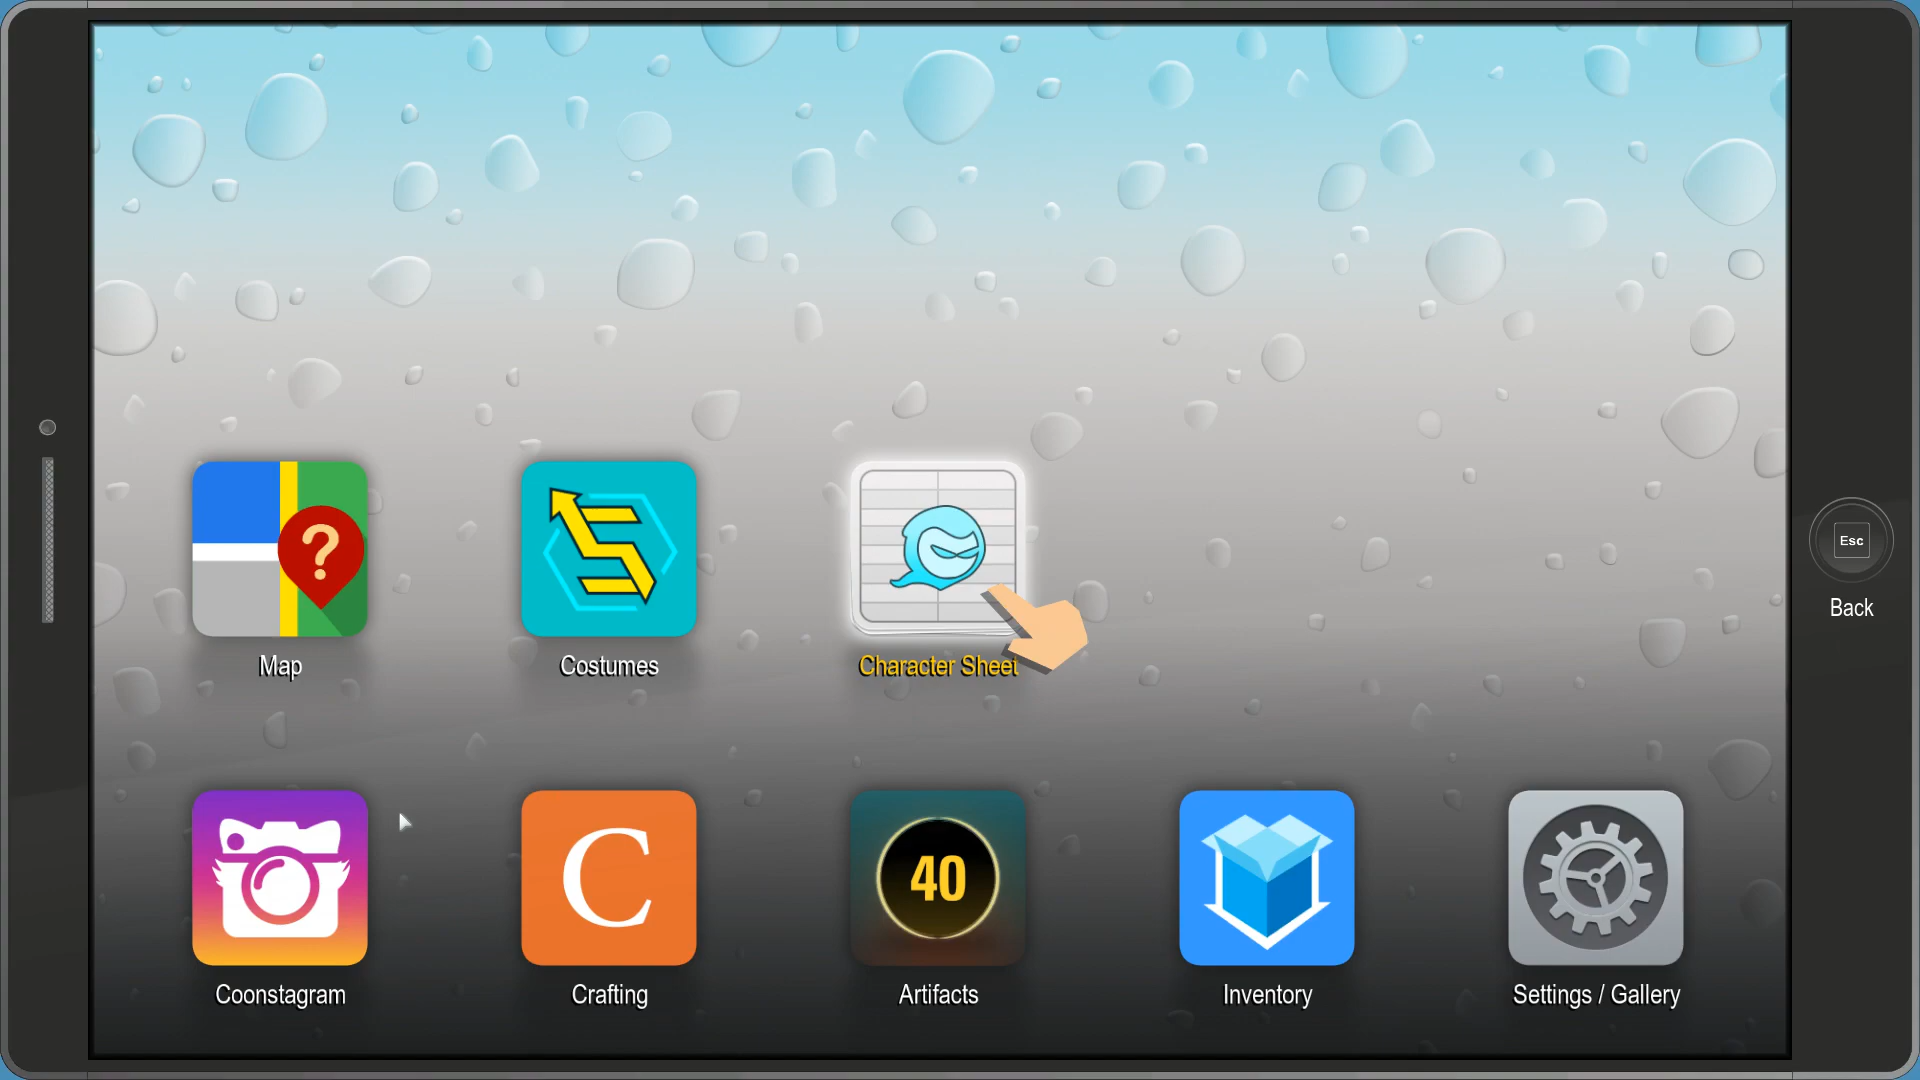 ?
Map
Costumes
Character Sheet
Esc
Back
Coonstagram
C
Crafting
40
Artifacts
Inventory
Settings / Gallery